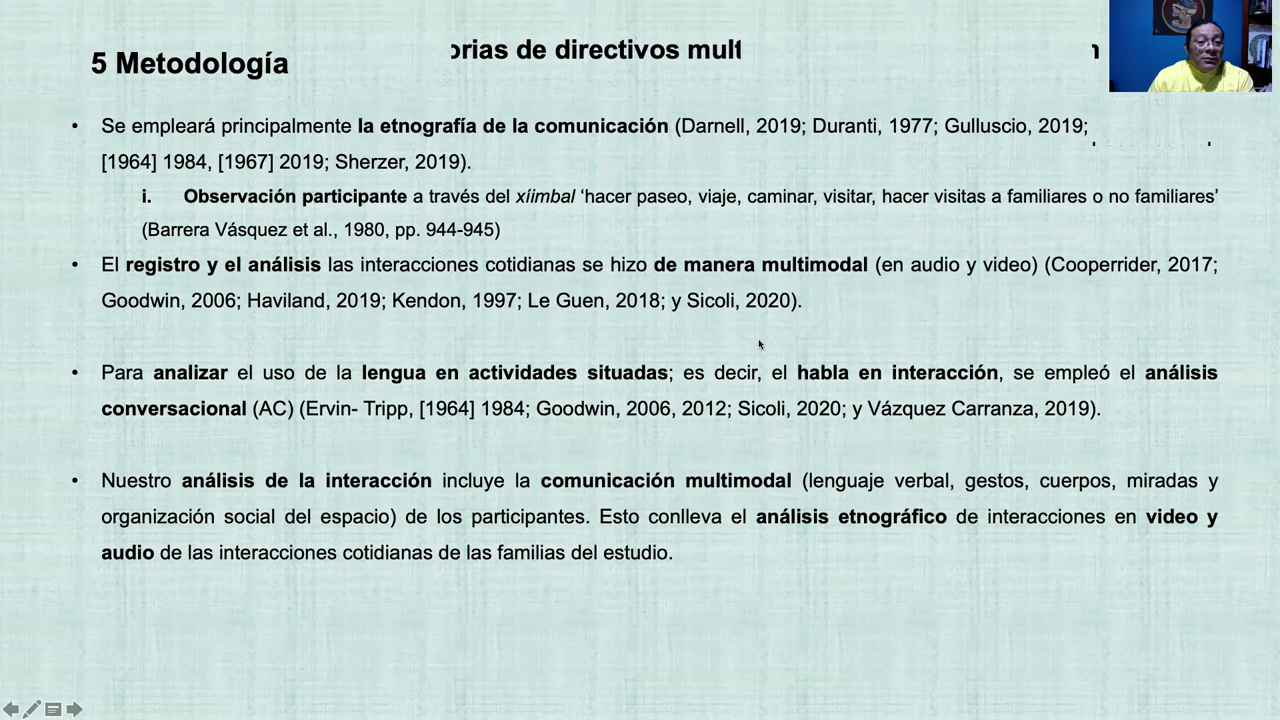 5 Metodología
orias de directivos mult
• Se empleará principalmente la etnografía de la comunicación (Darnell, 2019; Duranti, 1977; Gulluscio, 2019;
[1964] 1984, [1967] 2019; Sherzer, 2019).
i. Observación participante a través del xíimbal ‘hacer paseo, viaje, caminar, visitar, hacer visitas a familiares o no familiares’
(Barrera Vásquez et al., 1980, pp. 944-945)
• El registro y el análisis las interacciones cotidianas se hizo de manera multimodal (en audio y video) (Cooperrider, 2017;
Goodwin, 2006; Haviland, 2019; Kendon, 1997; Le Guen, 2018; y Sicoli, 2020).
• Para analizar el uso de la lengua en actividades situadas; es decir, el habla en interacción, se empleó el análisis
conversacional (AC) (Ervin- Tripp, [1964] 1984; Goodwin, 2006, 2012; Sicoli, 2020; y Vázquez Carranza, 2019).
• Nuestro análisis de la interacción incluye la comunicación multimodal (lenguaje verbal, gestos, cuerpos, miradas y
organización social del espacio) de los participantes. Esto conlleva el análisis etnográfico de interacciones en video y
audio de las interacciones cotidianas de las familias del estudio.